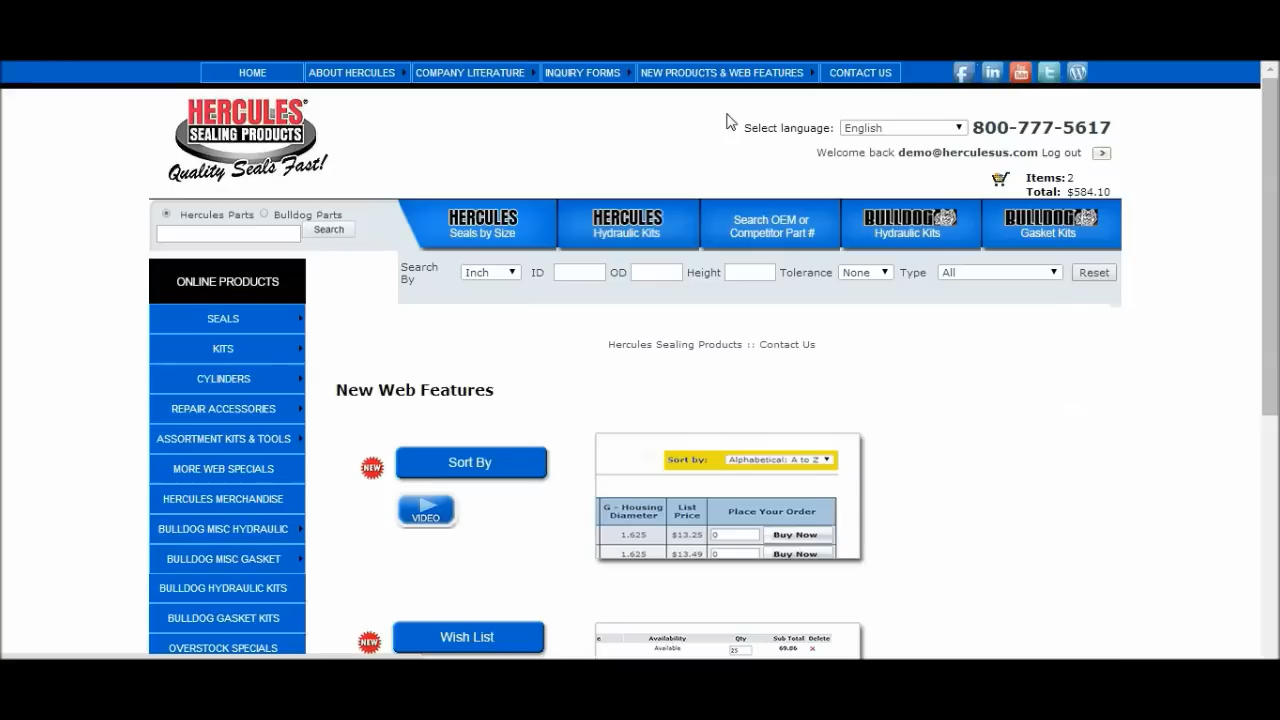 HOME ABOUT HERCULES COMPANY LITERATURE INQUIRY FORMS NEW PRODUCTS & WEB FEATURES CONTACT US
HERCULES
SEALING PRODUCTS
Quality Seals Fast!
Select language: English 800-777-5617
Welcome back demo@herculesus.com Log out >
Items: 2
Total: $584.10
Hercules Parts Bulldog Parts
Search
HERCULES
Seals by Size
HERCULES
Hydraulic Kits
Search OEM or
Competitor Part #
BULLDOG
Hydraulic Kits
BULLDOG
Gasket Kits
Search
By
Inch ID OD Height Tolerance None Type All Reset
ONLINE PRODUCTS
SEALS
KITS
CYLINDERS
REPAIR ACCESSORIES
ASSORTMENT KITS & TOOLS
MORE WEB SPECIALS
HERCULES MERCHANDISE
BULLDOG MISC HYDRAULIC
BULLDOG MISC GASKET
BULLDOG HYDRAULIC KITS
BULLDOG GASKET KITS
OVERSTOCK SPECIALS
Hercules Sealing Products :: Contact Us
New Web Features
NEW Sort By
VIDEO
Sort by: Alphabetical: A to Z
G - Housing
Diameter
List
Price
Place Your Order
1.625 $13.25 0 Buy Now
1.625 $13.49 0 Buy Now
NEW Wish List
Availability Qty Sub Total Delete
Available 25 69.06 X